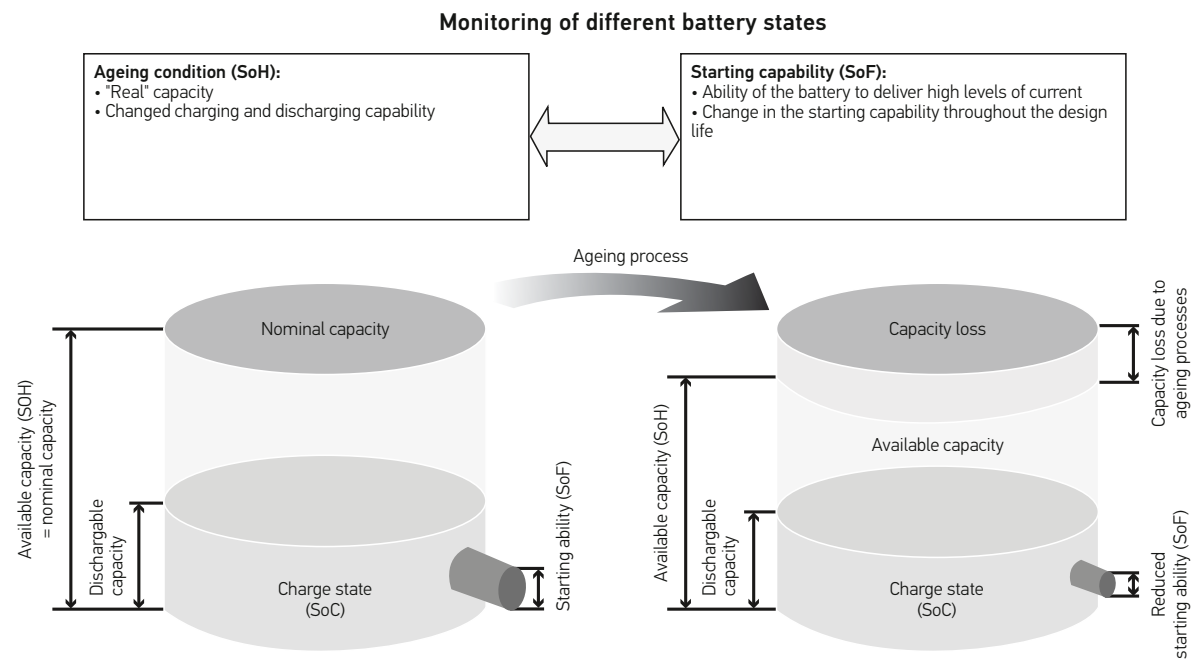 Monitoring of different battery states
Ageing condition (SoH):
• "Real" capacity
• Changed charging and discharging capability
Starting capability (SoF):
• Ability of the battery to deliver high levels of current
• Change in the starting capability throughout the design
life
Ageing process
Nominal capacity
Available capacity (SOH)
= nominal capacity
Dischargable
capacity
Charge state
(SoC)
Starting ability (SoF)
Capacity loss
Capacity loss due to
ageing processes
Available capacity
Available capacity (SoH)
Dischargable
capacity
Charge state
(SoC)
Reduced
starting ability (SoF)